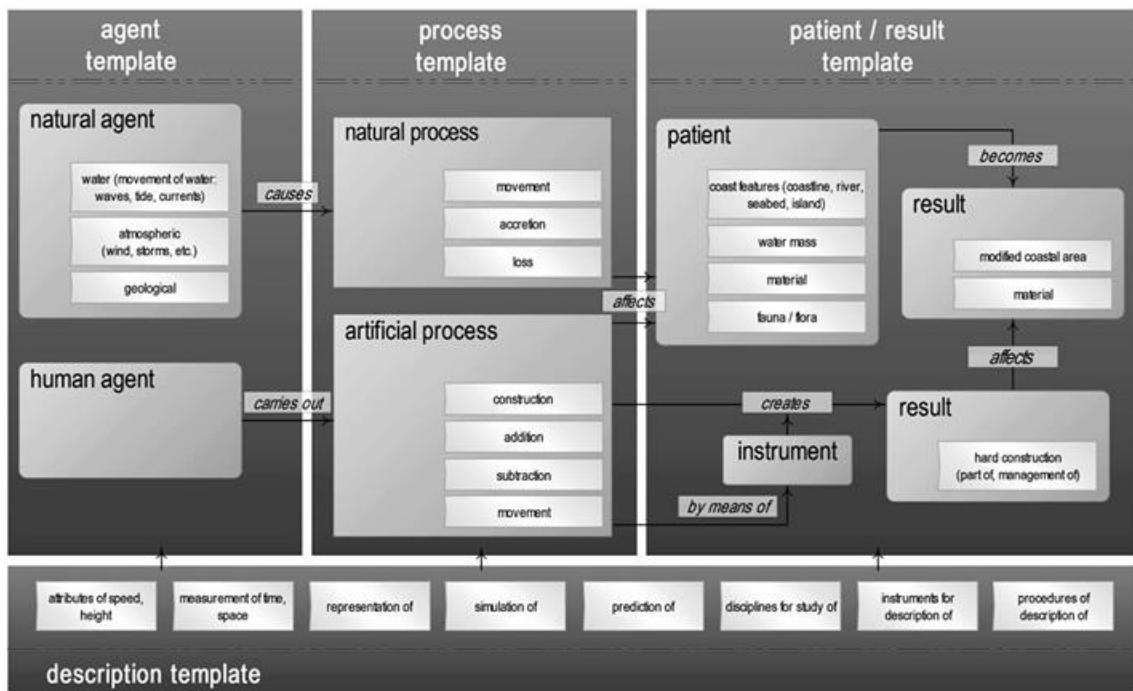 agent
template
natural agent
water (movement of water:
waves, tide, currents)
atmospheric
(wind, storms, etc.)
geological
human agent
causes
carries out
process
template
natural process
movement
accretion
loss
artificial process
construction
addition
subtraction
movement
affects
patient / result
template
patient
coast features (coastline, river,
seabed, island)
water mass
material
fauna / flora
becomes
result
modified coastal area
material
affects
creates
result
hard construction
(part of, management of)
instrument
by means of
attributes of speed,
height
measurement of time,
space
representation of
simulation of
prediction of
disciplines for study of
instruments for
description of
procedures of
description of
description template